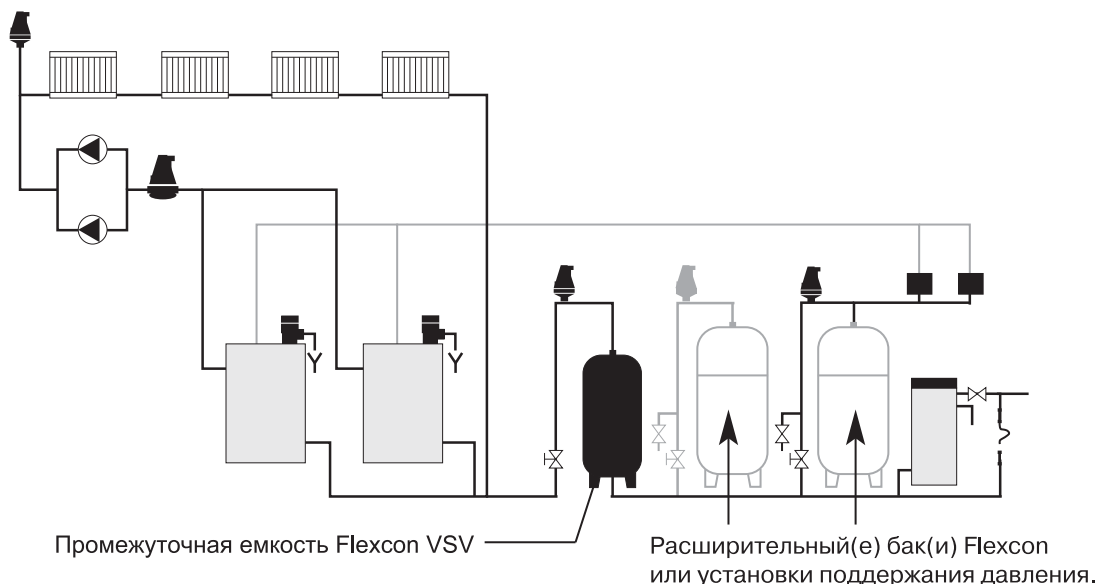 Промежуточная емкость Flexcon VSV
Расширительный(е) бак(и) Flexcon
или установки поддержания давления.